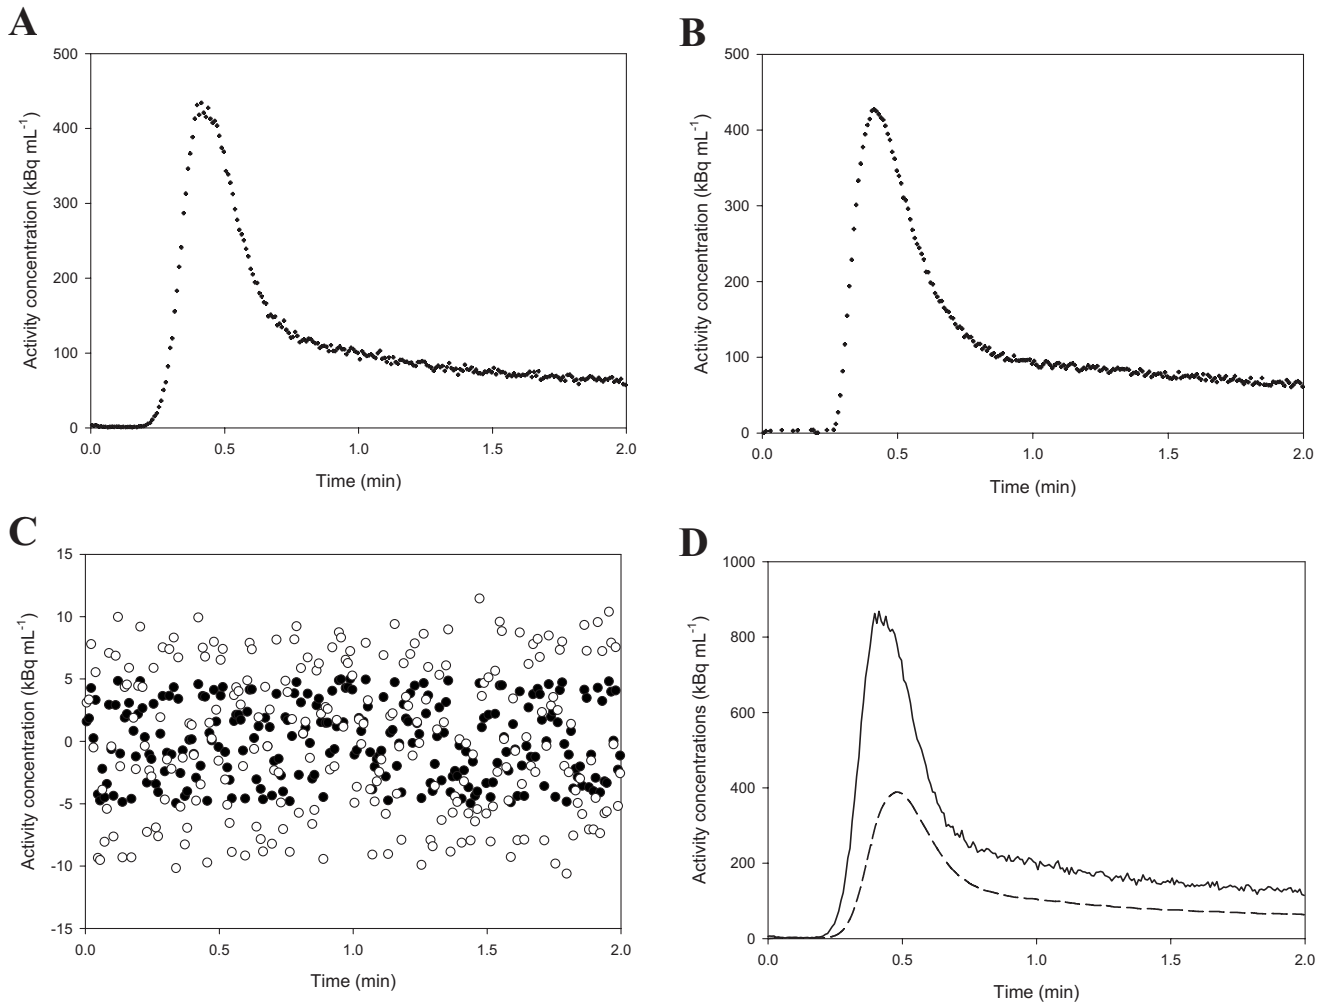 A
500
400
300
200
100
0
Activity concentration (kBq mL⁻¹)
0.0 0.5 1.0 1.5 2.0
Time (min)
B
500
400
300
200
100
0
Activity concentration (kBq mL⁻¹)
0.0 0.5 1.0 1.5 2.0
Time (min)
C
15
10
5
0
-5
-10
-15
Activity concentration (kBq mL⁻¹)
0.0 0.5 1.0 1.5 2.0
Time (min)
D
1000
800
600
400
200
0
Activity concentrations (kBq mL⁻¹)
0.0 0.5 1.0 1.5 2.0
Time (min)